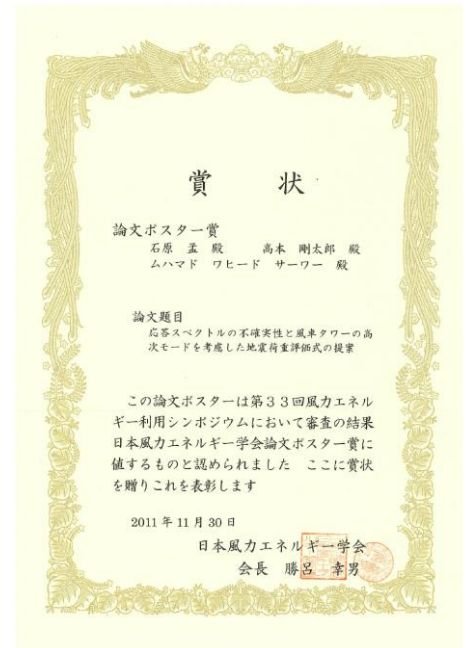 賞 状
論文ポスター賞
石原 孟 殿 高本 剛太郎 殿
ムハマド ワヒード サーワー 殿
論文題目
応答スペクトルの不確実性と風車タワーの高
次モードを考慮した地震荷重評価式の提案
この論文ポスターは第33回風力エネル
ギー利用シンポジウムにおいて審査の結果
日本風力エネルギー学会論文ポスター賞に
値するものと認められました ここに賞状
を贈りこれを表彰します
2011年11月30日
日本風力エネルギー学会
会長 勝呂 幸男